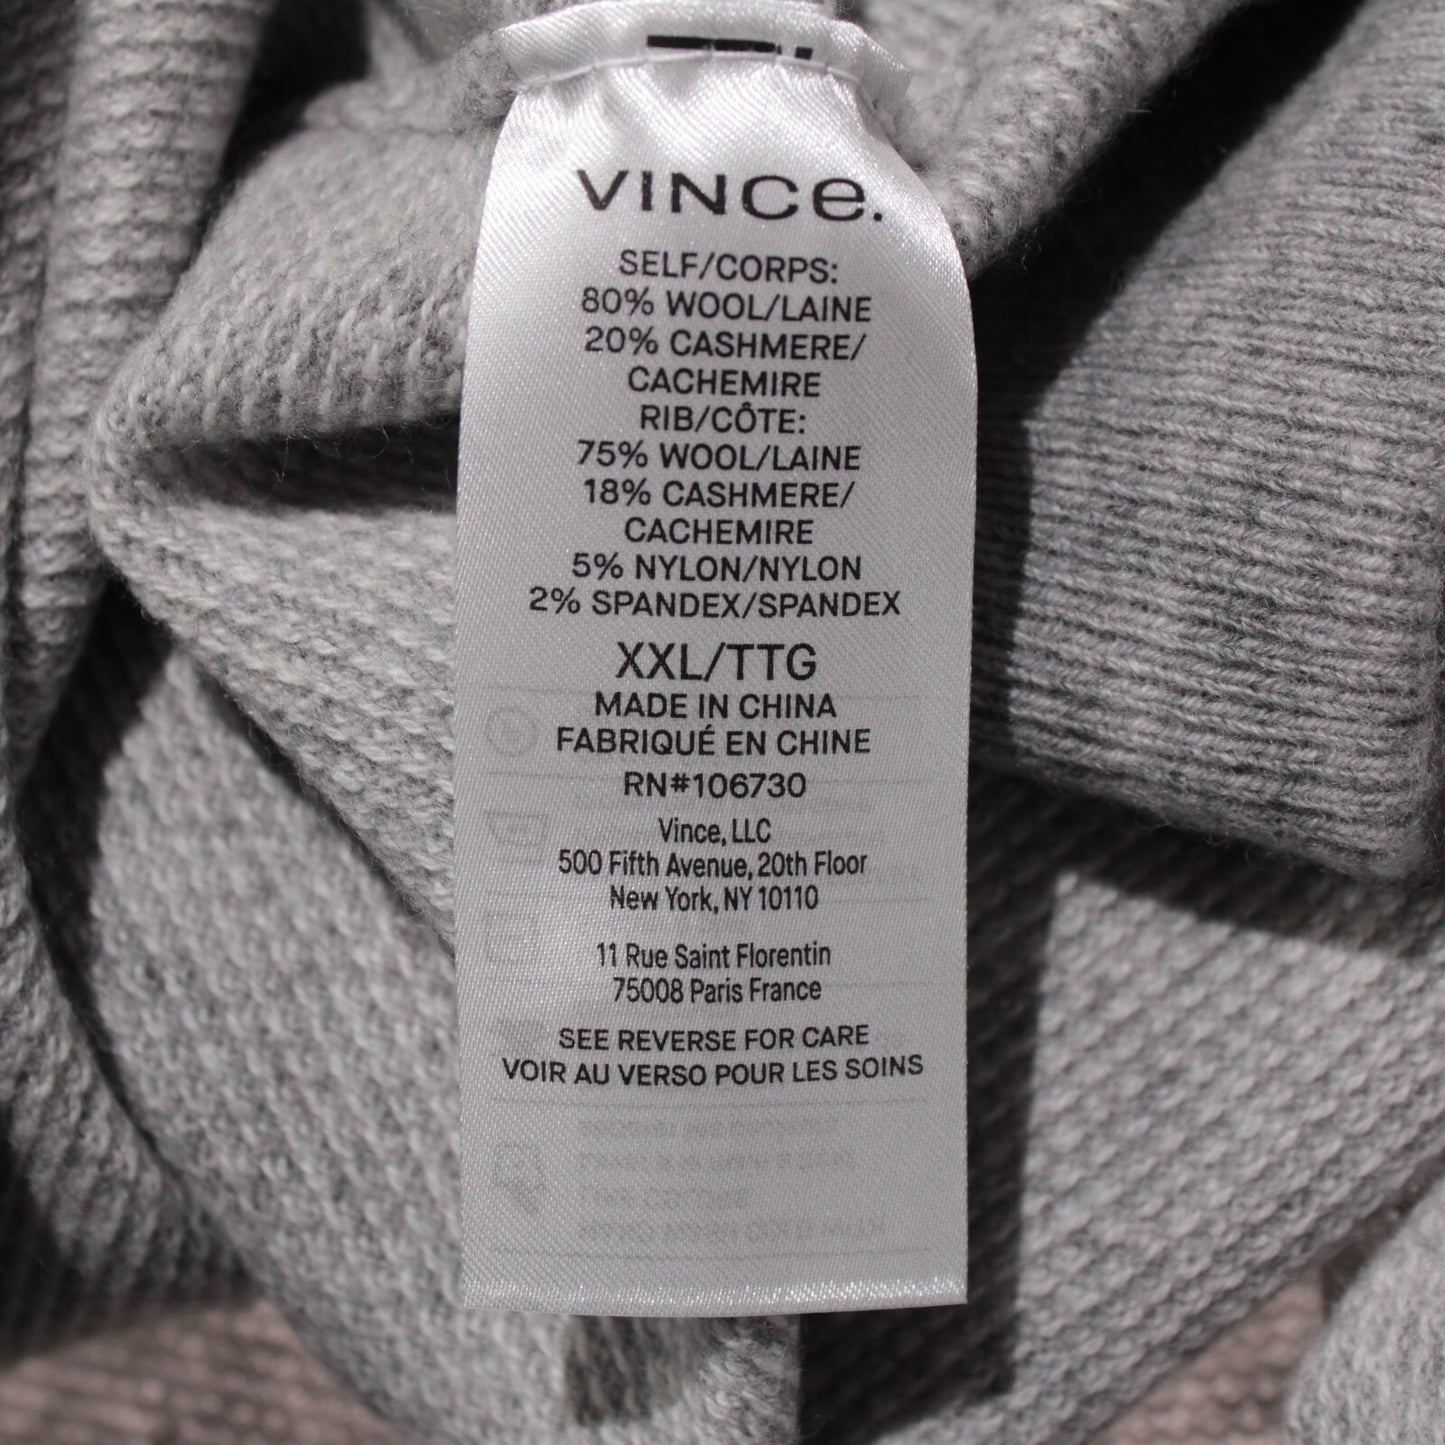 VINCE.
SELF/CORPS:
80% WOOL/LAINE
20% CASHMERE/
CACHEMIRE
RIB/CÔTE:
75% WOOL/LAINE
18% CASHMERE/
CACHEMIRE
5% NYLON/NYLON
2% SPANDEX/SPANDEX
XXL/TTG
MADE IN CHINA
FABRIQUÉ EN CHINE
RN#106730
Vince, LLC
500 Fifth Avenue, 20th Floor
New York, NY 10110
11 Rue Saint Florentin
75008 Paris France
SEE REVERSE FOR CARE
VOIR AU VERSO POUR LES SOINS